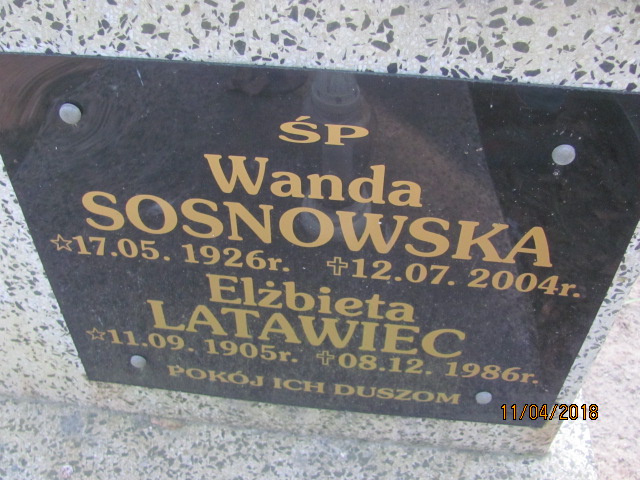 ŚP
Wanda
SOSNOWSKA
☆17.05. 1926r. ✝12.07. 2004r.
Elżbieta
LATAWIEC
☆11.09. 1905r. ✝08.12. 1986r.
POKÓJ ICH DUSZOM
11/04/2018